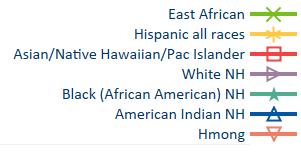 East African
Hispanic all races
Asian/Native Hawaiian/Pac Islander
White NH
Black (African American) NH
American Indian NH
Hmong